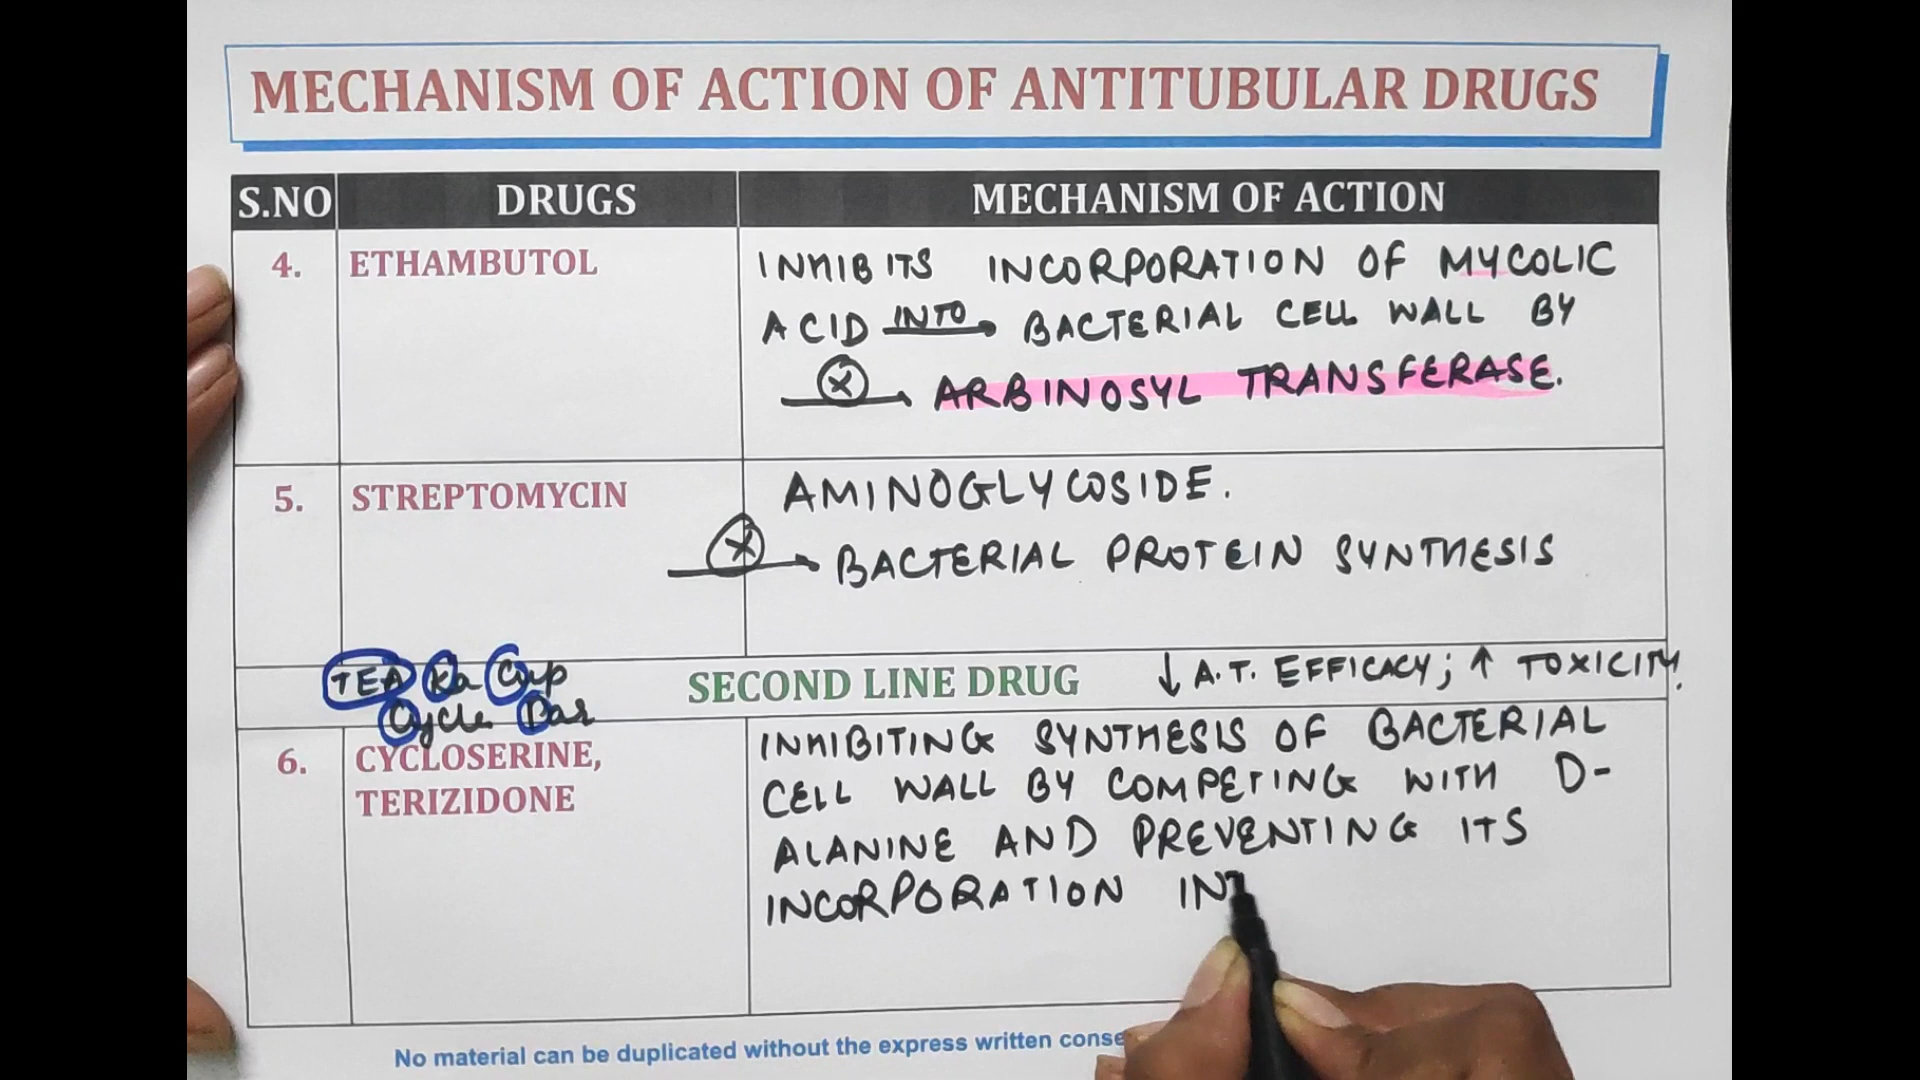 MECHANISM OF ACTION OF ANTITUBULAR DRUGS
S.NO DRUGS MECHANISM OF ACTION
4. ETHAMBUTOL INHIBITS INCORPORATION OF MYCOLIC
ACID INTO BACTERIAL CELL WALL BY
X ARBINOSYL TRANSFERASE.
5. STREPTOMYCIN AMINOGLYCOSIDE.
X BACTERIAL PROTEIN SYNTHESIS
TEA Ka Cup SECOND LINE DRUG ↓ A.T. EFFICACY; ↑ TOXICITY.
Cycle
6. CYCLOSERINE, INHIBITING SYNTHESIS OF BACTERIAL
TERIZIDONE CELL WALL BY COMPETING WITH D-
ALANINE AND PREVENTING ITS
INCORPORATION INT
No material can be duplicated without the express written conse